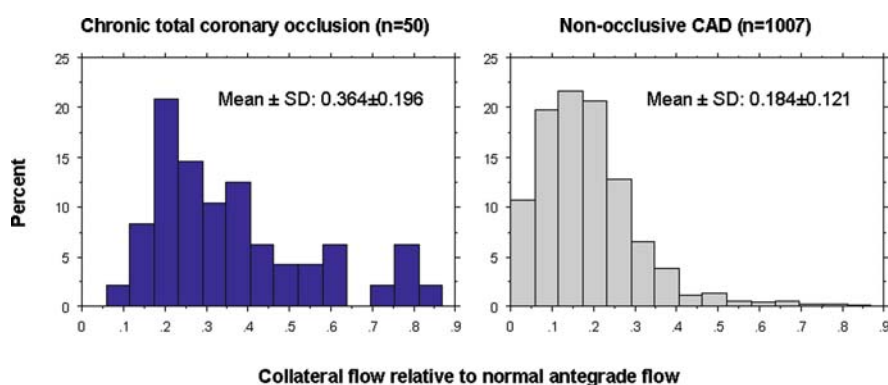 Chronic total coronary occlusion (n=50)
Non-occlusive CAD (n=1007)
Percent
25
20
15
10
5
0
Mean ± SD: 0.364±0.196
0 .1 .2 .3 .4 .5 .6 .7 .8 .9
25
20
15
10
5
0
Mean ± SD: 0.184±0.121
0 .1 .2 .3 .4 .5 .6 .7 .8 .9
Collateral flow relative to normal antegrade flow